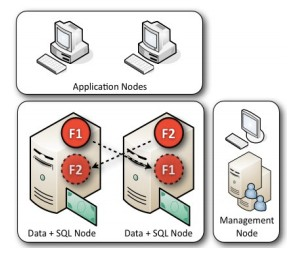 Application Nodes
F1
F2
F2
F1
Data + SQL Node
Data + SQL Node
Management
Node